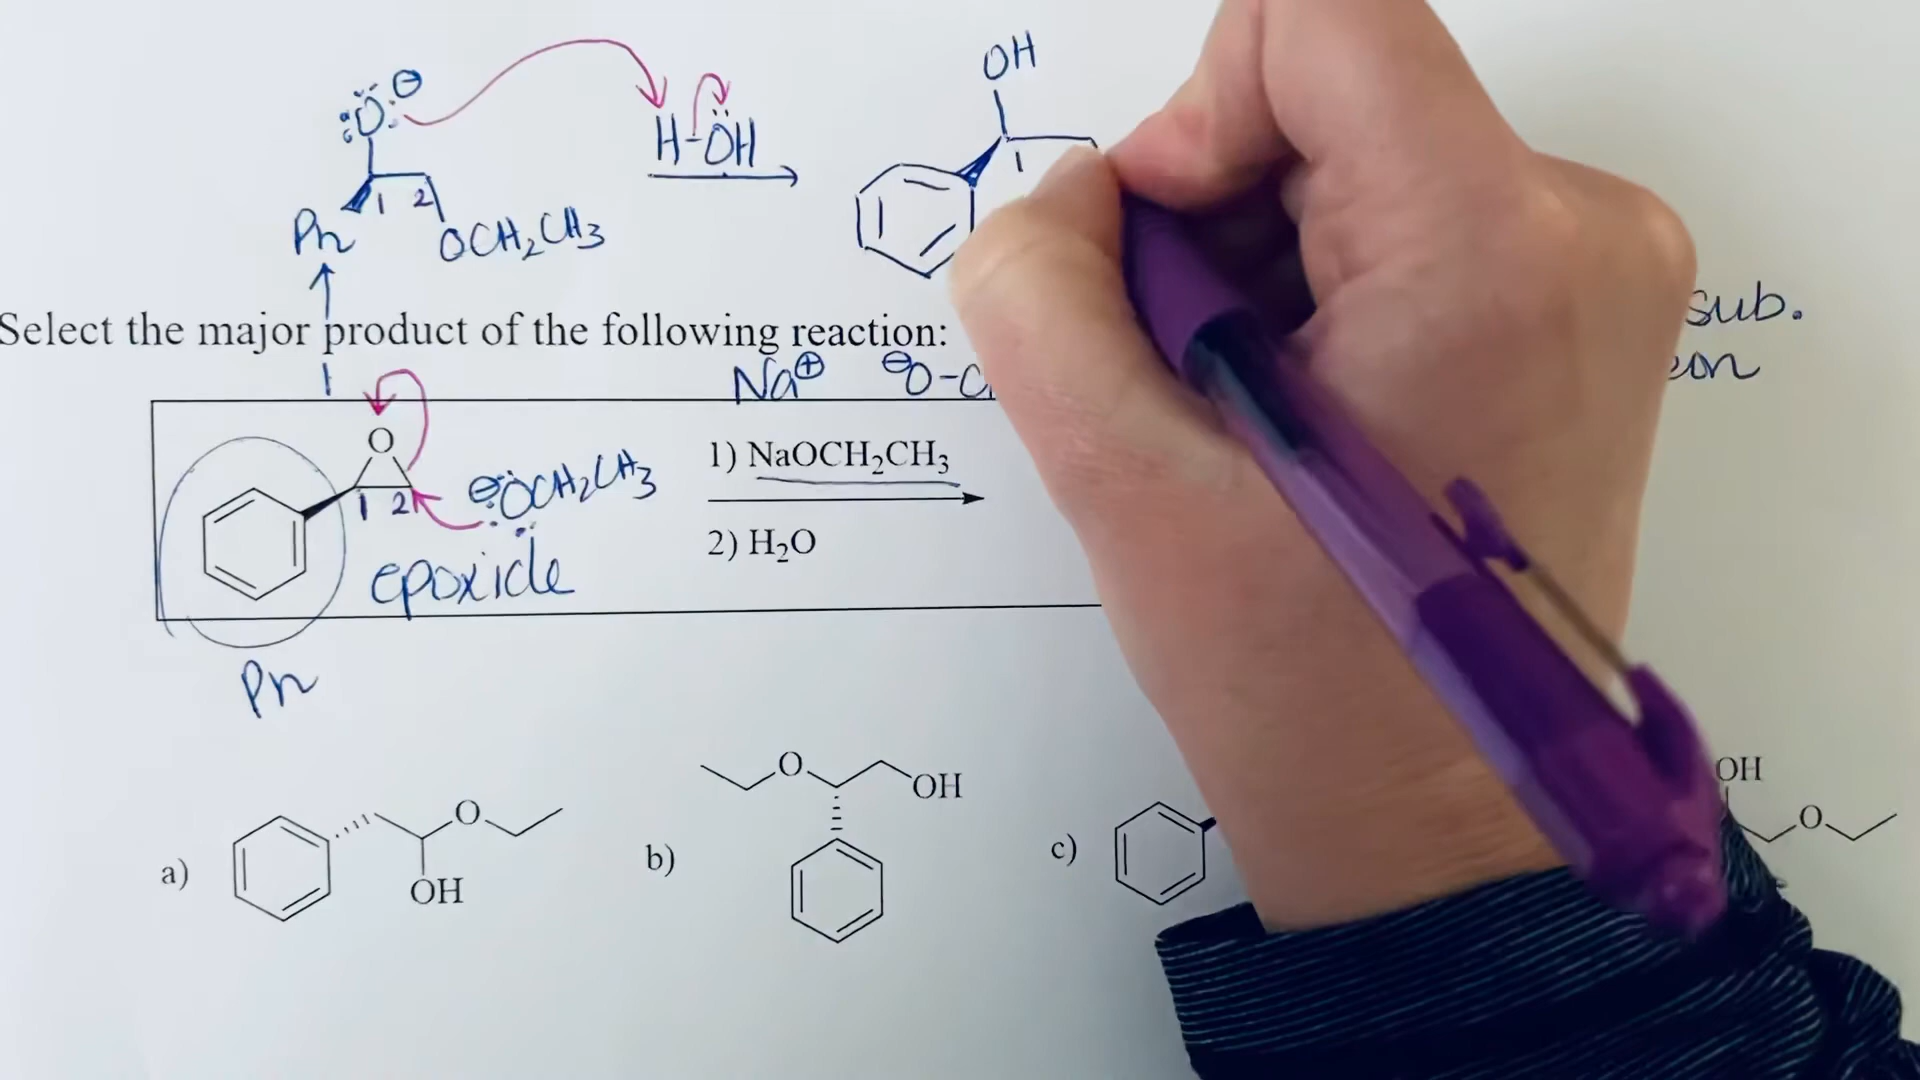 OH
:Ö:⊖
H-ÖH
1
Ph 1 2
OCH₂CH₃
sub.
Select the major product of the following reaction:
Na⊕ ⊖O-C
1
O
1) NaOCH₂CH₃
⊖ÖCH₂CH₃
1 2
2) H₂O
epoxide
Ph
O
OH
OH
O
O
a)
b)
c)
OH